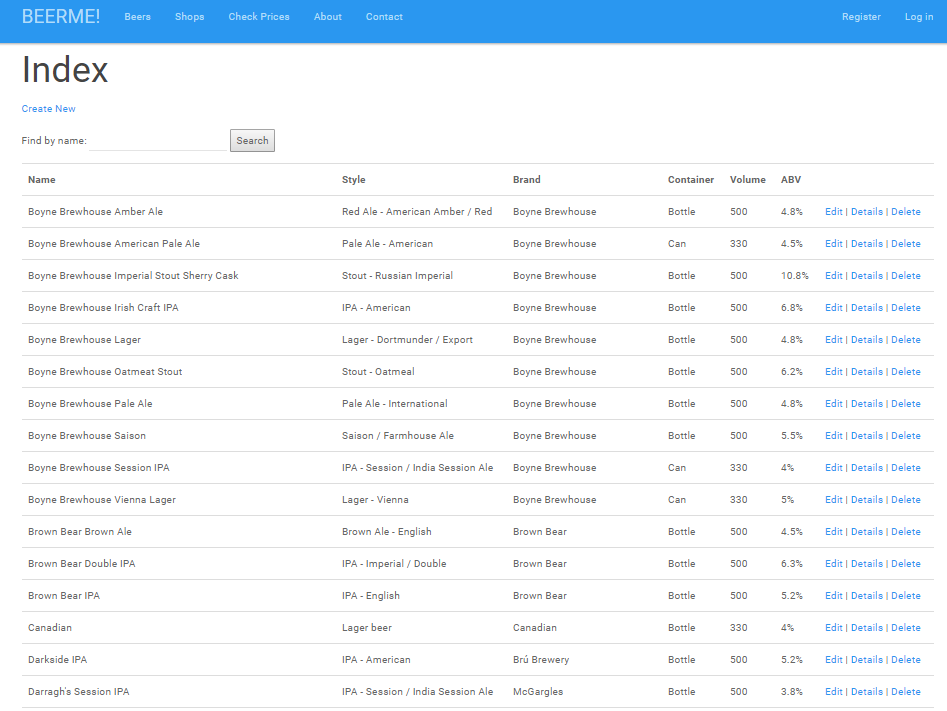 BEERME! Beers Shops Check Prices About Contact Register Log in
Index
Create New
Find by name: Search
Name Style Brand Container Volume ABV
Boyne Brewhouse Amber Ale Red Ale - American Amber / Red Boyne Brewhouse Bottle 500 4.8% Edit | Details | Delete
Boyne Brewhouse American Pale Ale Pale Ale - American Boyne Brewhouse Can 330 4.5% Edit | Details | Delete
Boyne Brewhouse Imperial Stout Sherry Cask Stout - Russian Imperial Boyne Brewhouse Bottle 500 10.8% Edit | Details | Delete
Boyne Brewhouse Irish Craft IPA IPA - American Boyne Brewhouse Bottle 500 6.8% Edit | Details | Delete
Boyne Brewhouse Lager Lager - Dortmunder / Export Boyne Brewhouse Bottle 500 4.8% Edit | Details | Delete
Boyne Brewhouse Oatmeat Stout Stout - Oatmeal Boyne Brewhouse Bottle 500 6.2% Edit | Details | Delete
Boyne Brewhouse Pale Ale Pale Ale - International Boyne Brewhouse Bottle 500 4.8% Edit | Details | Delete
Boyne Brewhouse Saison Saison / Farmhouse Ale Boyne Brewhouse Bottle 500 5.5% Edit | Details | Delete
Boyne Brewhouse Session IPA IPA - Session / India Session Ale Boyne Brewhouse Can 330 4% Edit | Details | Delete
Boyne Brewhouse Vienna Lager Lager - Vienna Boyne Brewhouse Can 330 5% Edit | Details | Delete
Brown Bear Brown Ale Brown Ale - English Brown Bear Bottle 500 4.5% Edit | Details | Delete
Brown Bear Double IPA IPA - Imperial / Double Brown Bear Bottle 500 6.3% Edit | Details | Delete
Brown Bear IPA IPA - English Brown Bear Bottle 500 5.2% Edit | Details | Delete
Canadian Lager beer Canadian Bottle 330 4% Edit | Details | Delete
Darkside IPA IPA - American Brú Brewery Bottle 500 5.2% Edit | Details | Delete
Darragh's Session IPA IPA - Session / India Session Ale McGargles Bottle 500 3.8% Edit | Details | Delete